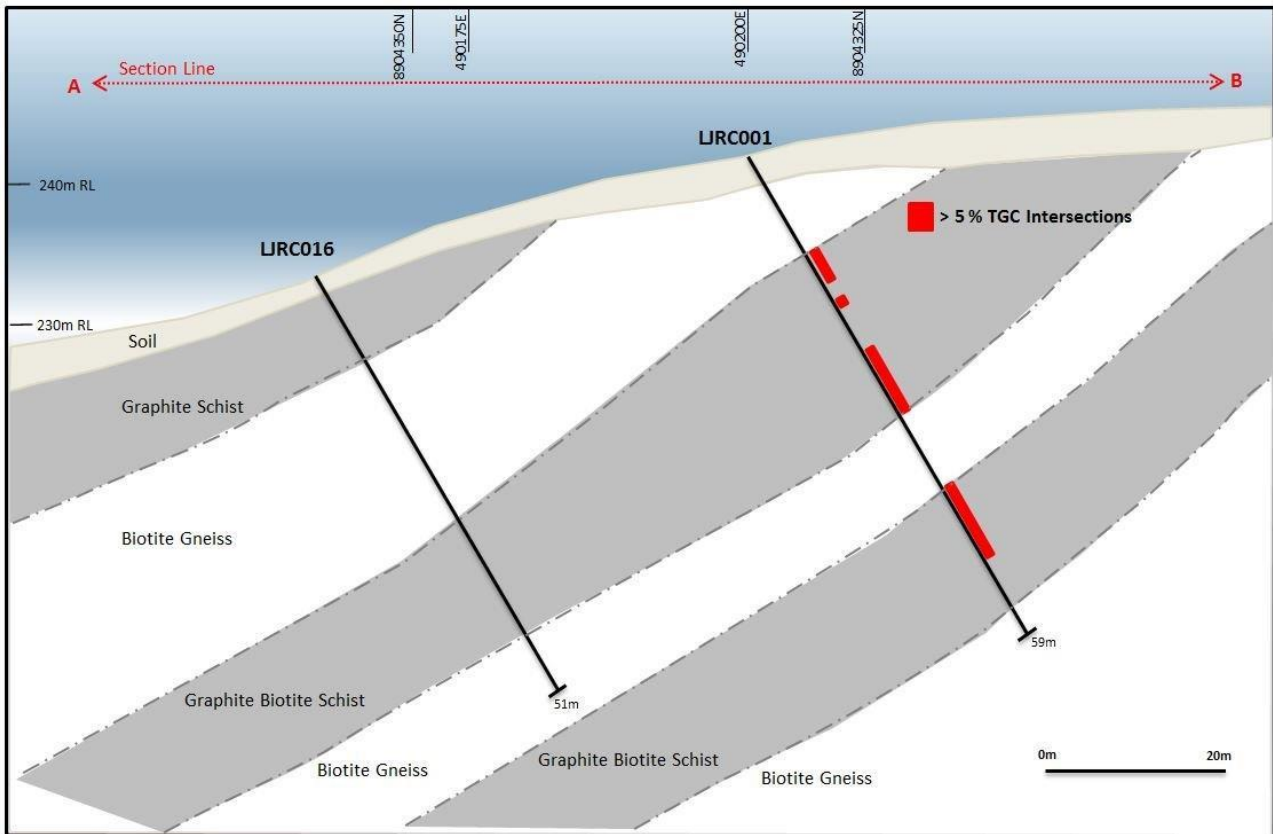 8904350N
490175E
490200E
8904325N
Section Line
A
B
LJRC001
240m RL
> 5 % TGC Intersections
LJRC016
230m RL
Soil
Graphite Schist
Biotite Gneiss
59m
Graphite Biotite Schist
51m
0m
20m
Graphite Biotite Schist
Biotite Gneiss
Biotite Gneiss